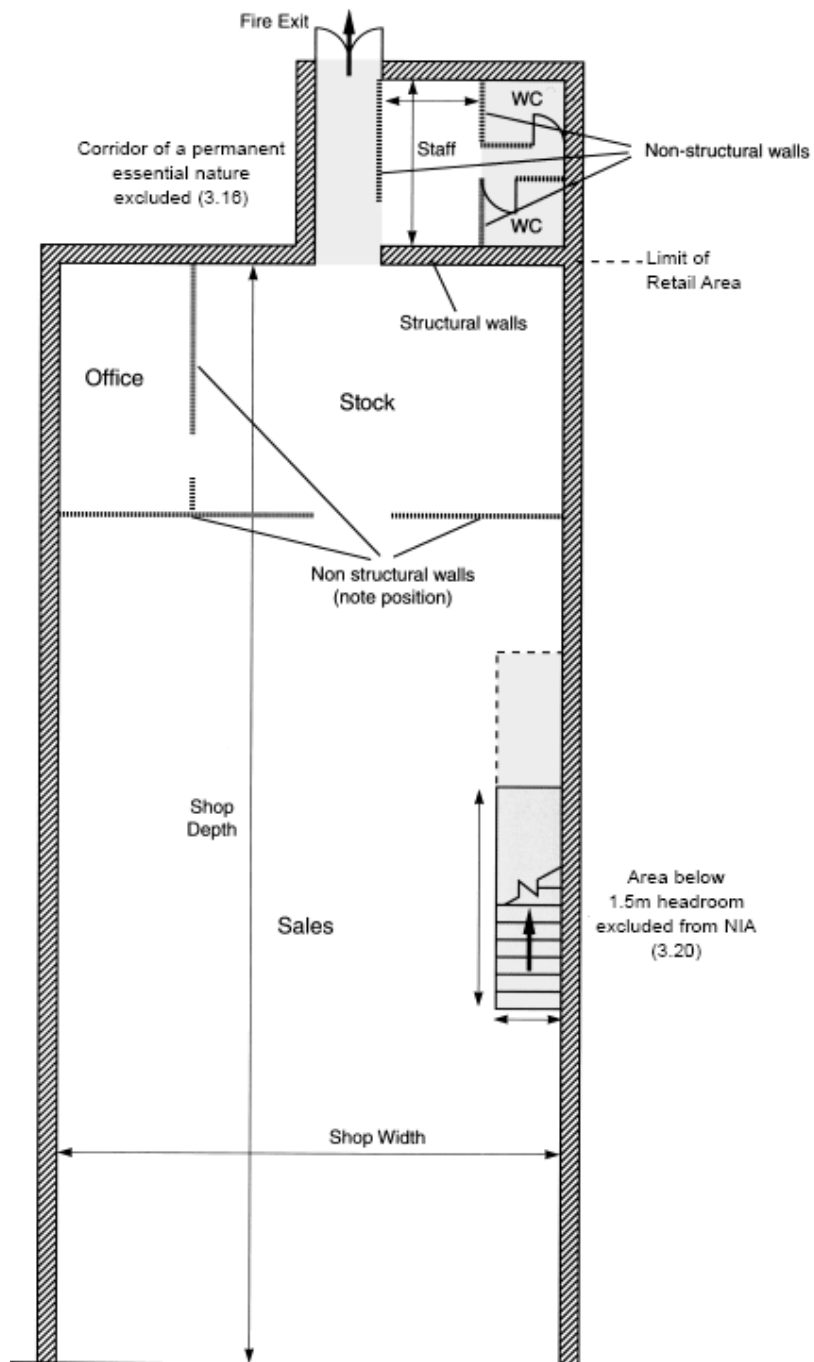 Fire Exit
WC
Staff
Corridor of a permanent
essential nature
excluded (3.16)
Non-structural walls
WC
Limit of
Retail Area
Structural walls
Office
Stock
Non structural walls
(note position)
Shop
Depth
Area below
1.5m headroom
excluded from NIA
(3.20)
Sales
Shop Width